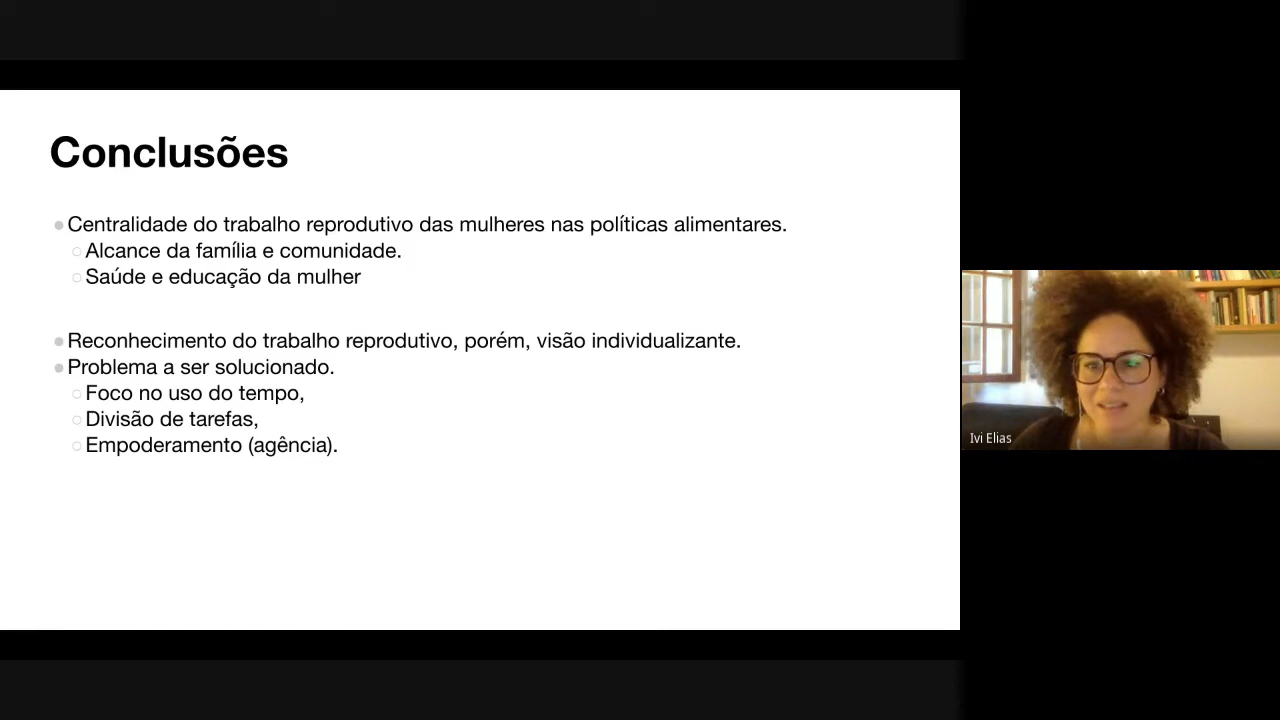 Conclusões
Centralidade do trabalho reprodutivo das mulheres nas políticas alimentares.
Alcance da família e comunidade.
Saúde e educação da mulher
Reconhecimento do trabalho reprodutivo, porém, visão individualizante.
Problema a ser solucionado.
Foco no uso do tempo,
Divisão de tarefas,
Empoderamento (agência).
Ivi Elias